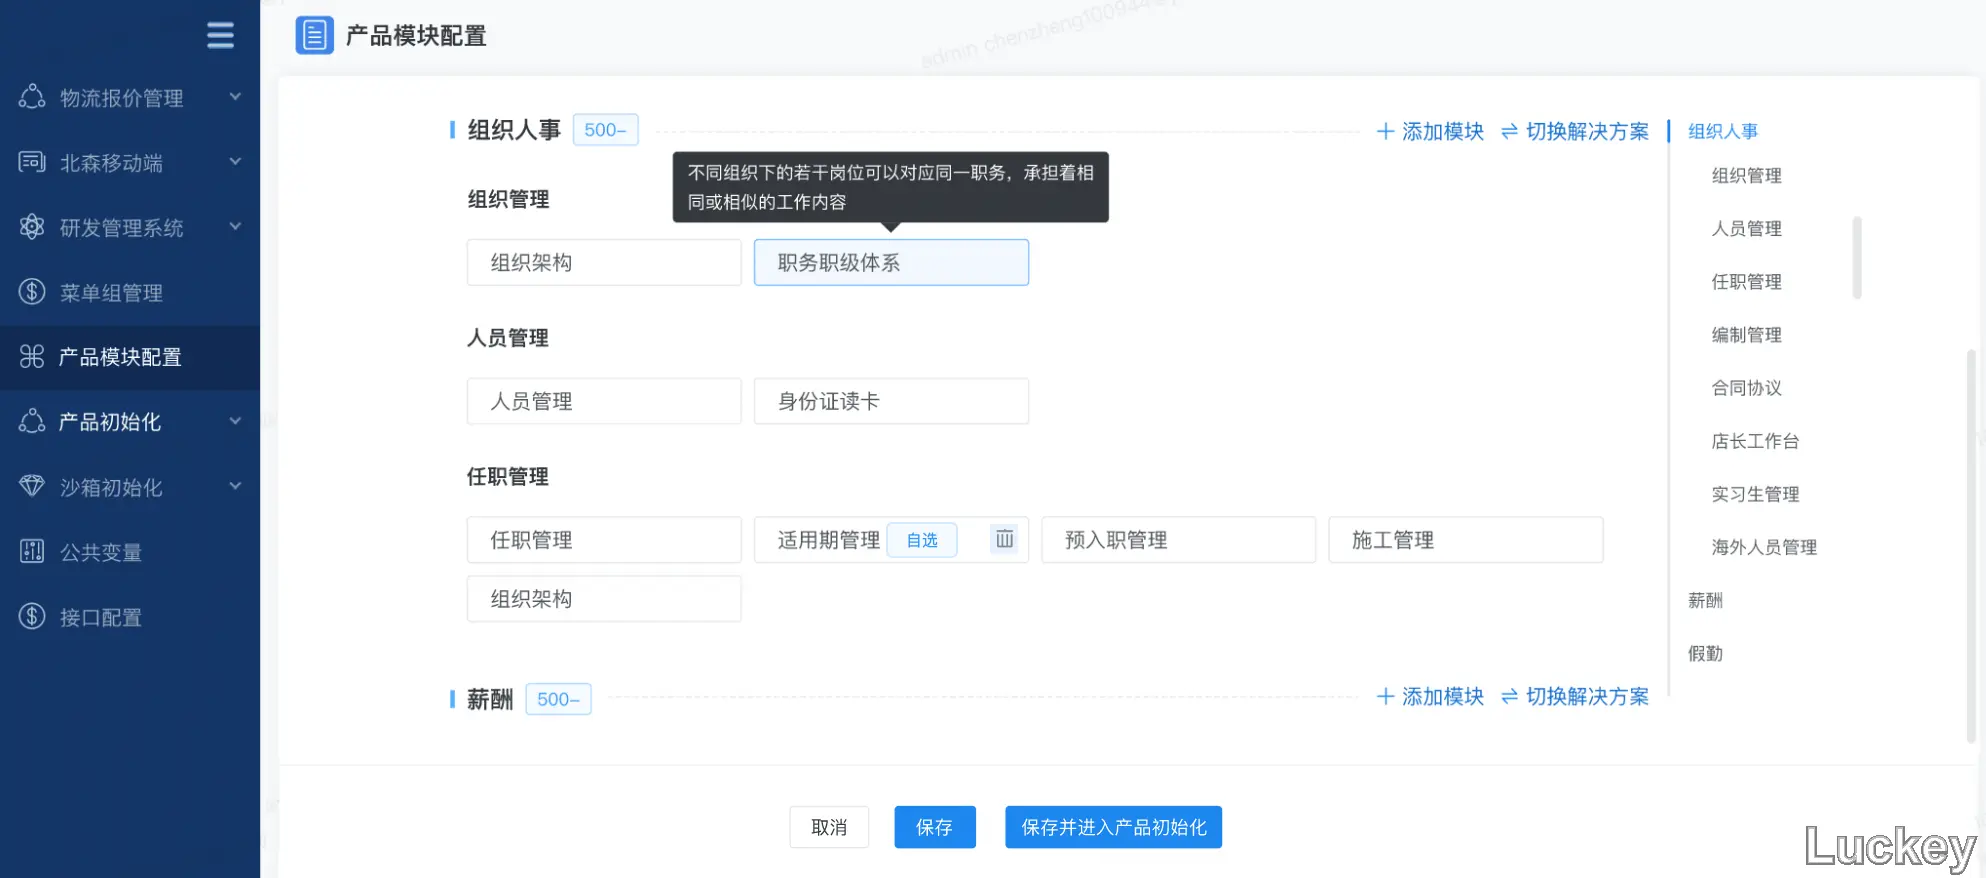 产品模块配置
admin chenzhang100944
物流报价管理
北森移动端
研发管理系统
菜单组管理
产品模块配置
产品初始化
沙箱初始化
公共变量
接口配置
组织人事 500–
添加模块 切换解决方案
不同组织下的若干岗位可以对应同一职务，承担着相
同或相似的工作内容
组织管理
组织架构 职务职级体系
人员管理
人员管理 身份证读卡
任职管理
任职管理 适用期管理 自选 预入职管理 施工管理
组织架构
薪酬 500–
添加模块 切换解决方案
组织人事
组织管理
人员管理
任职管理
编制管理
合同协议
店长工作台
实习生管理
海外人员管理
薪酬
假勤
取消 保存 保存并进入产品初始化
Luckey